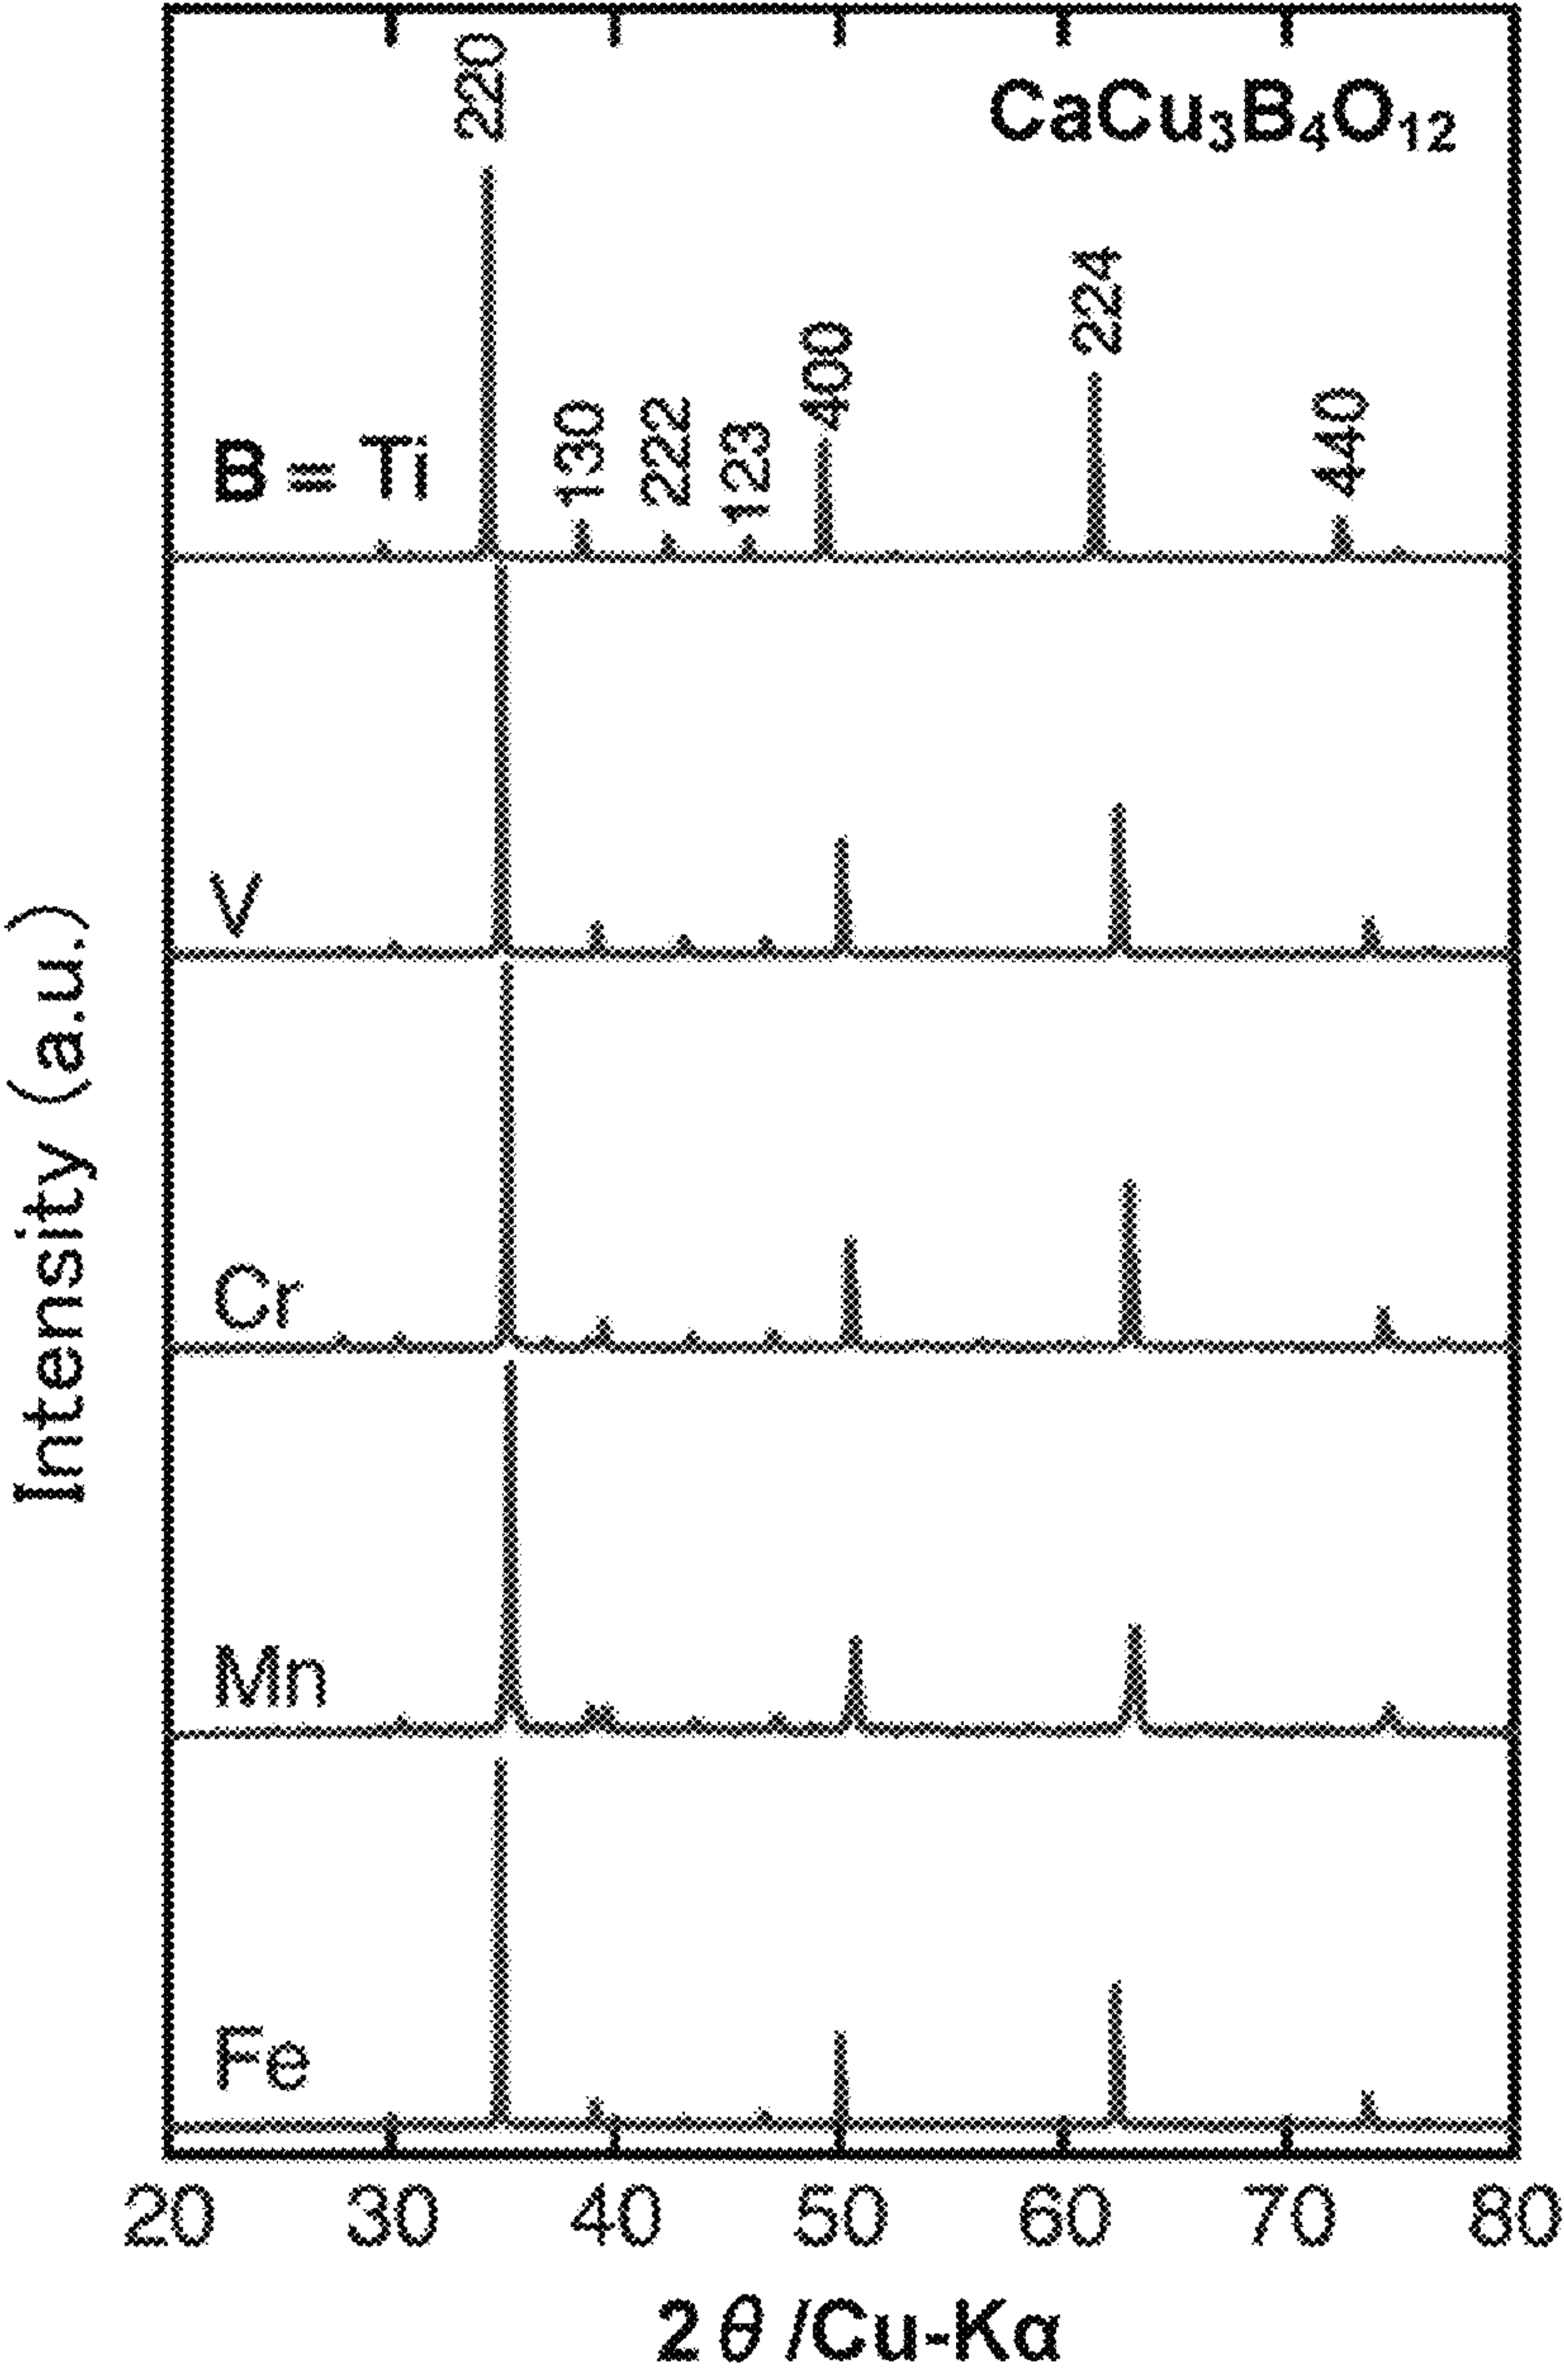 CaCu₃B₄O₁₂
220
130
222
123
400
224
440
B = Ti
V
Cr
Mn
Fe
Intensity (a.u.)
20 30 40 50 60 70 80
2θ/Cu-Kα